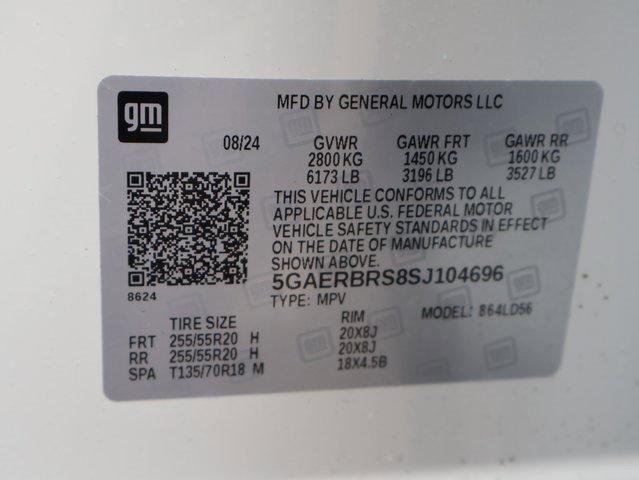 gm
MFD BY GENERAL MOTORS LLC
08/24 GVWR GAWR FRT GAWR RR
2800 KG 1450 KG 1600 KG
6173 LB 3196 LB 3527 LB
THIS VEHICLE CONFORMS TO ALL
APPLICABLE U.S. FEDERAL MOTOR
VEHICLE SAFETY STANDARDS IN EFFECT
ON THE DATE OF MANUFACTURE
SHOWN ABOVE.
8624
5GAERBRS8SJ104696
TYPE: MPV MODEL: 864LD56
TIRE SIZE RIM
FRT 255/55R20 H 20X8J
RR 255/55R20 H 20X8J
SPA T135/70R18 M 18X4.5B